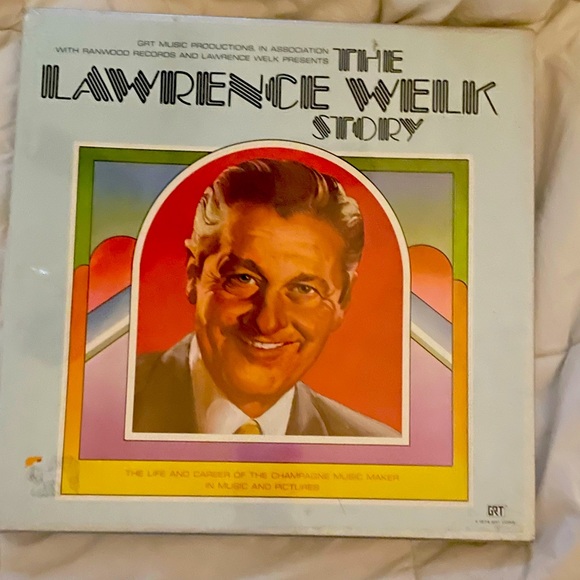 GRT MUSIC PRODUCTIONS, IN ASSOCIATION
WITH RANWOOD RECORDS AND LAWRENCE WELK PRESENTS
THE
LAWRENCE WELK
STORY
THE LIFE AND CAREER OF THE CHAMPAGNE MUSIC MAKER
IN MUSIC AND PICTURES
GRT